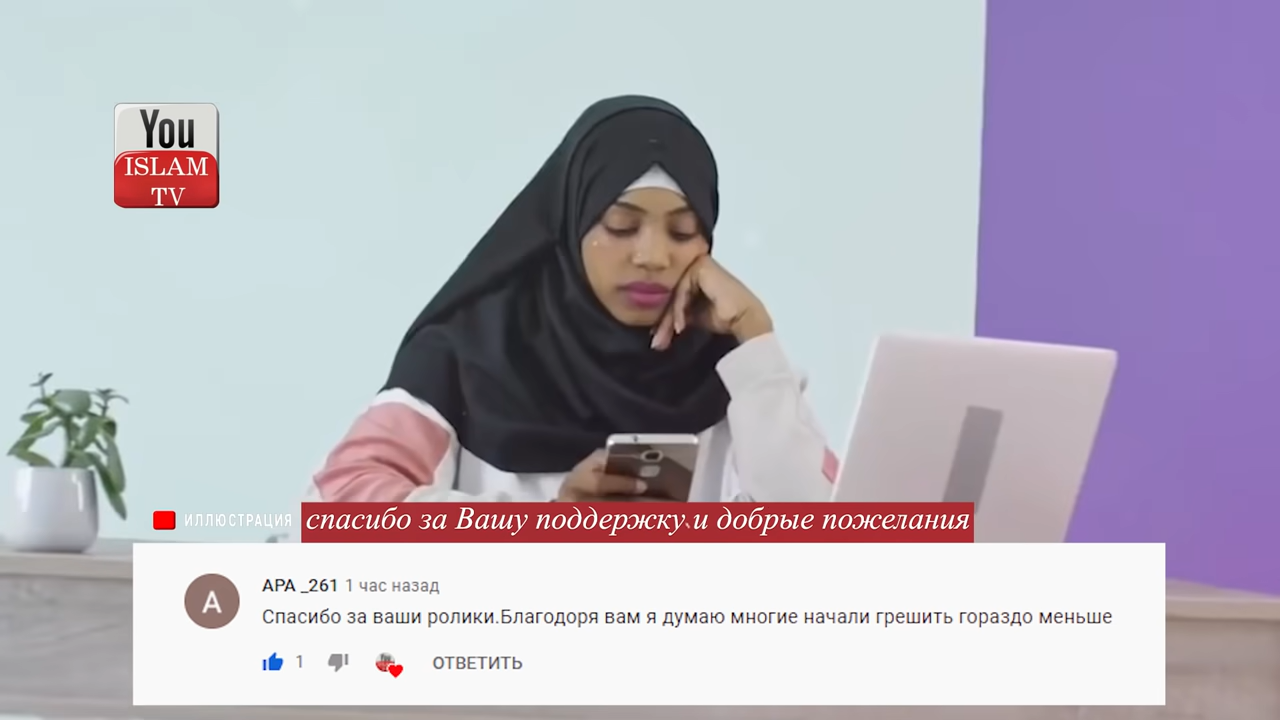 You
ISLAM
TV
ИЛЛЮСТРАЦИЯ
спасибо за Вашу поддержку и добрые пожелания
A
APA _261 1 час назад
Спасибо за ваши ролики.Благодоря вам я думаю многие начали грешить гораздо меньше
1
ОТВЕТИТЬ